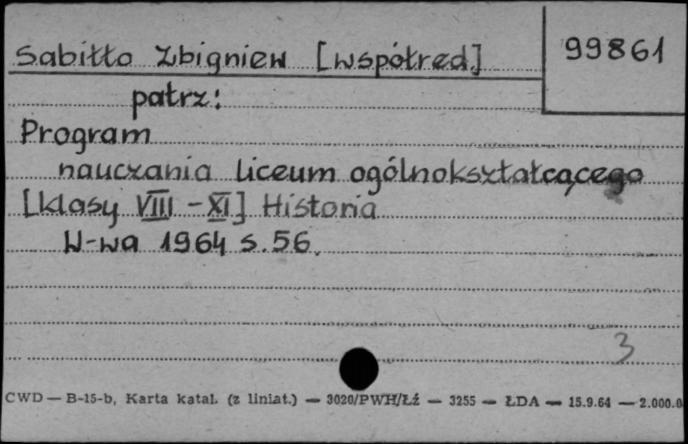 Sabiłło Zbigniew [współred.]
99861
patrz:
Program
nauczania liceum ogólnokształcącego
[klasy VIII - XI] Historia
W-wa 1964 s. 56.
3
CWD — B-15-b, Karta katal. (z liniat.) — 3020/PWH/Łź — 3255 — ŁDA — 15.9.64 — 2.000.0